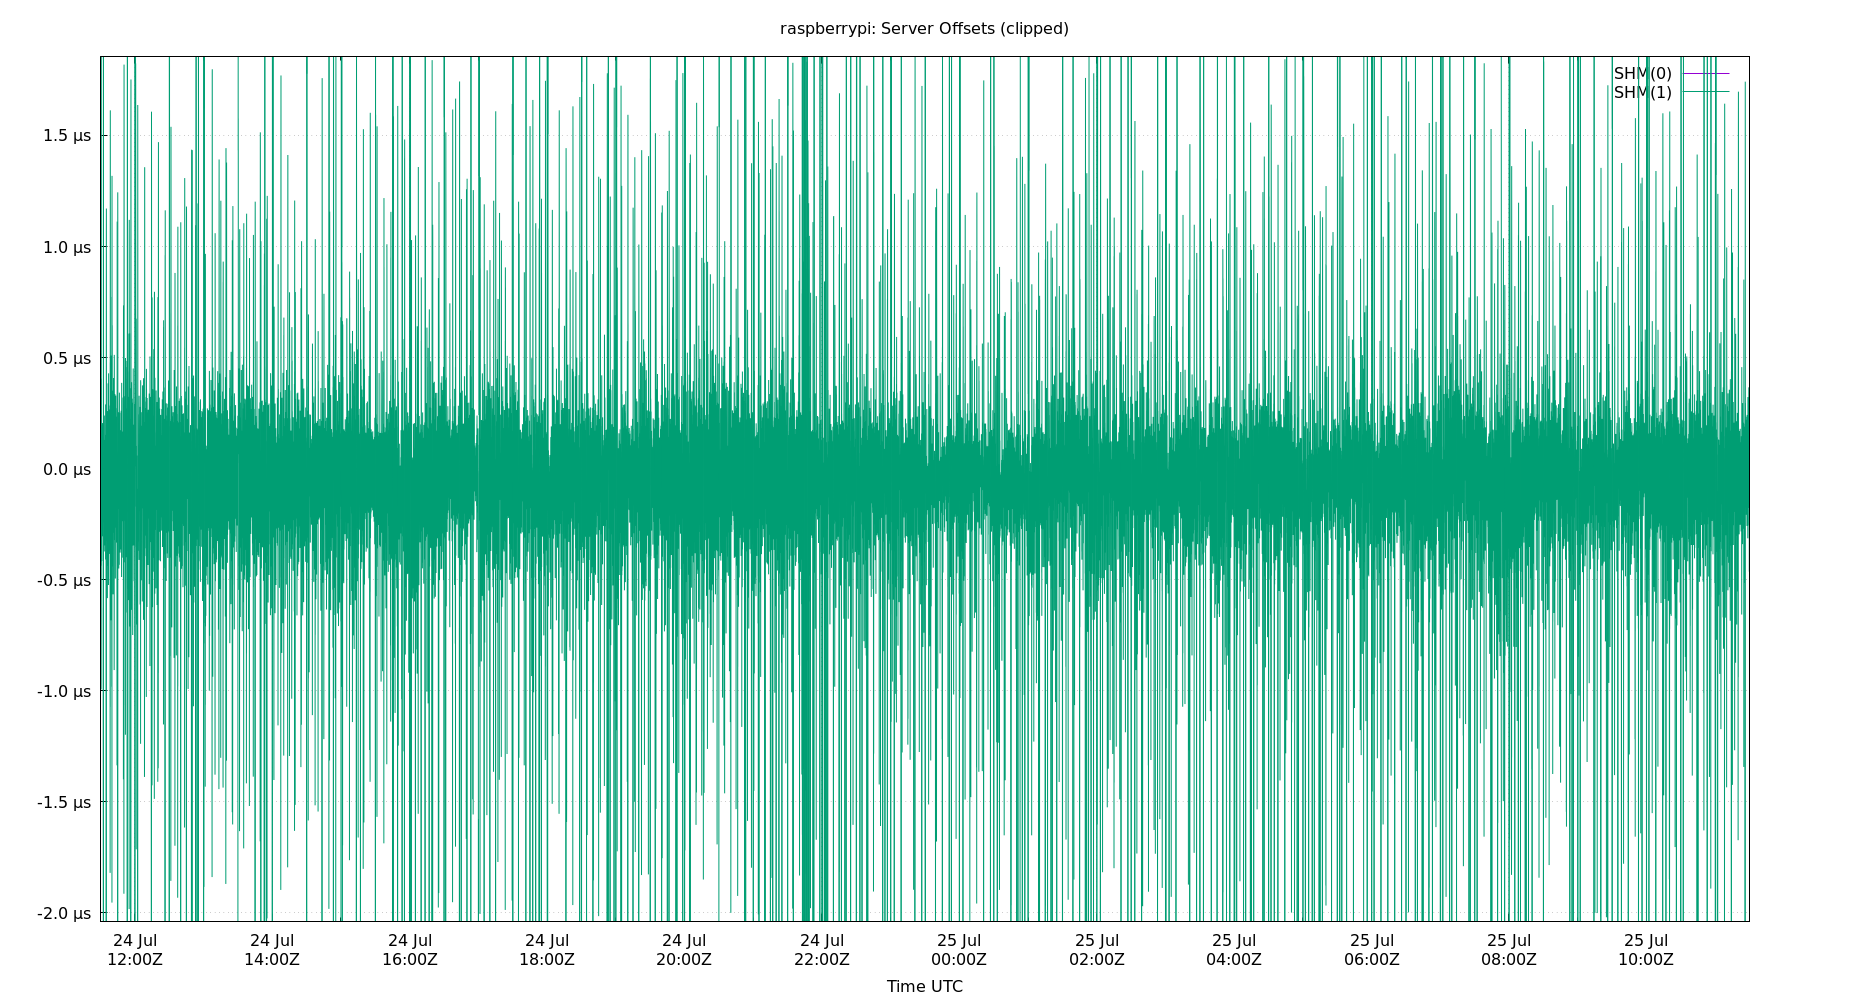 raspberrypi: Server Offsets (clipped)
SHM(0)
SHM(1)
1.5 µs
1.0 µs
0.5 µs
0.0 µs
-0.5 µs
-1.0 µs
-1.5 µs
-2.0 µs
24 Jul 24 Jul 24 Jul 24 Jul 24 Jul 24 Jul 25 Jul 25 Jul 25 Jul 25 Jul 25 Jul 25 Jul
12:00Z 14:00Z 16:00Z 18:00Z 20:00Z 22:00Z 00:00Z 02:00Z 04:00Z 06:00Z 08:00Z 10:00Z
Time UTC